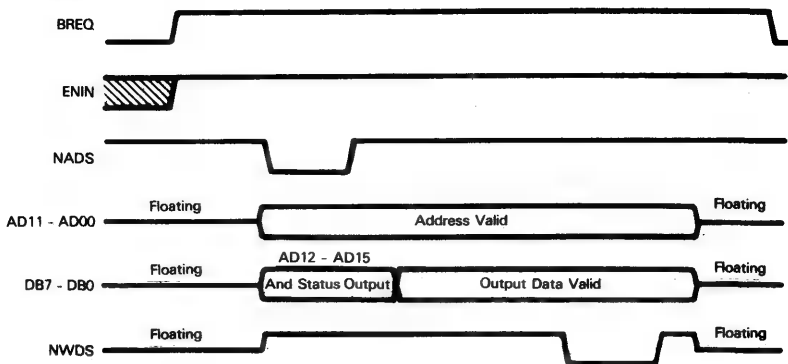 BREQ
ENIN
NADS
Floating Floating
AD11 - AD00 Address Valid
AD12 - AD15
Floating Floating
DB7 - DB0 And Status Output Output Data Valid
Floating Floating
NWDS